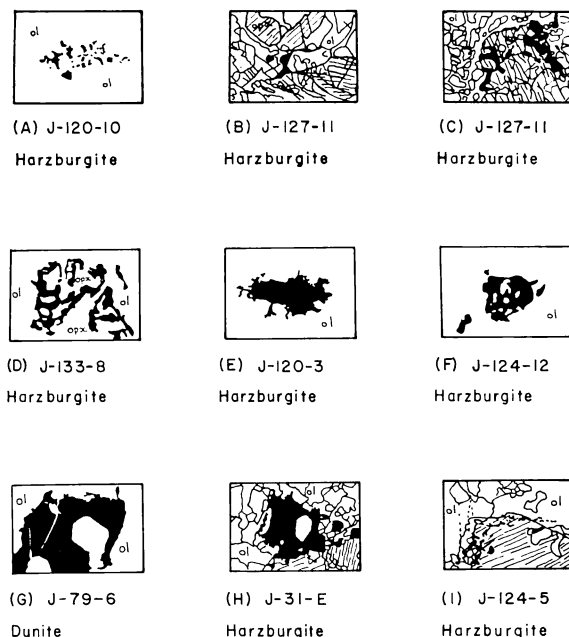 ol
ol
(A) J-120-10
Harzburgite
ol
(B) J-127-11
Harzburgite
ol
(C) J-127-11
Harzburgite
ol
opx
ol
opx
(D) J-133-8
Harzburgite
ol
(E) J-120-3
Harzburgite
ol
(F) J-124-12
Harzburgite
ol
ol
(G) J-79-6
Dunite
ol
(H) J-31-E
Harzburgite
ol
ol
(I) J-124-5
Harzburgite